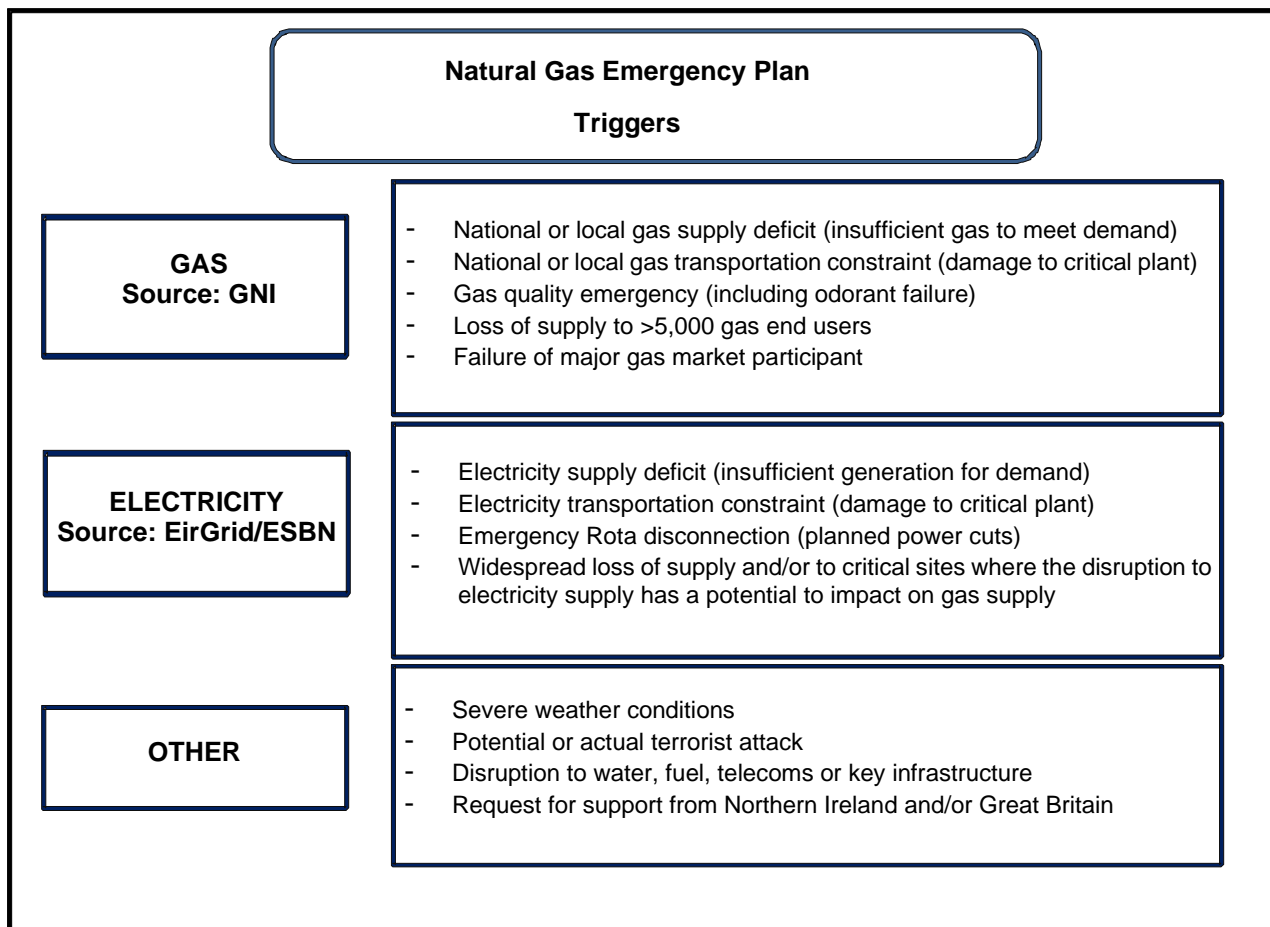 Natural Gas Emergency Plan
Triggers
GAS
Source: GNI
- National or local gas supply deficit (insufficient gas to meet demand)
- National or local gas transportation constraint (damage to critical plant)
- Gas quality emergency (including odorant failure)
- Loss of supply to >5,000 gas end users
- Failure of major gas market participant
ELECTRICITY
Source: EirGrid/ESBN
- Electricity supply deficit (insufficient generation for demand)
- Electricity transportation constraint (damage to critical plant)
- Emergency Rota disconnection (planned power cuts)
- Widespread loss of supply and/or to critical sites where the disruption to
electricity supply has a potential to impact on gas supply
OTHER
- Severe weather conditions
- Potential or actual terrorist attack
- Disruption to water, fuel, telecoms or key infrastructure
- Request for support from Northern Ireland and/or Great Britain